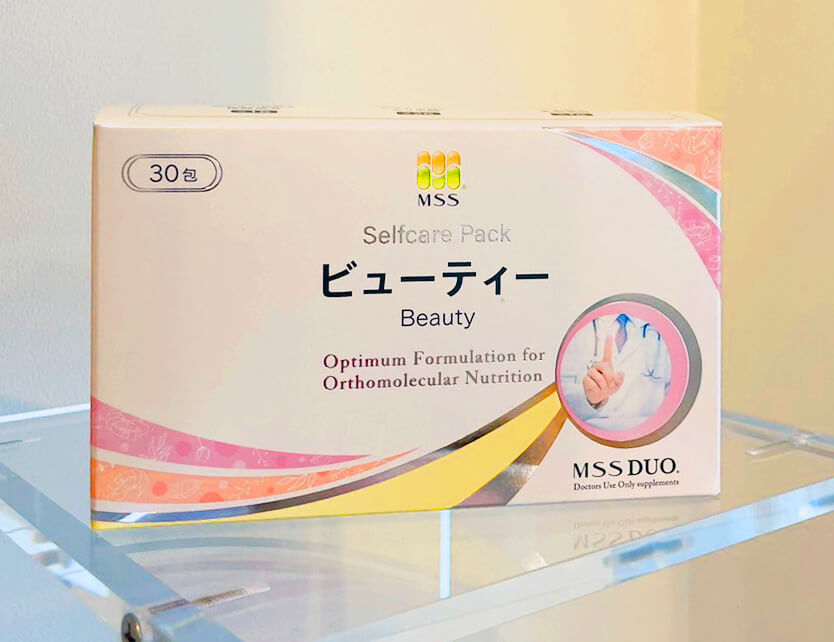 30包
MSS
Selfcare Pack
ビューティー
Beauty
Optimum Formulation for
Orthomolecular Nutrition
MSS DUO.
Doctors Use Only supplements